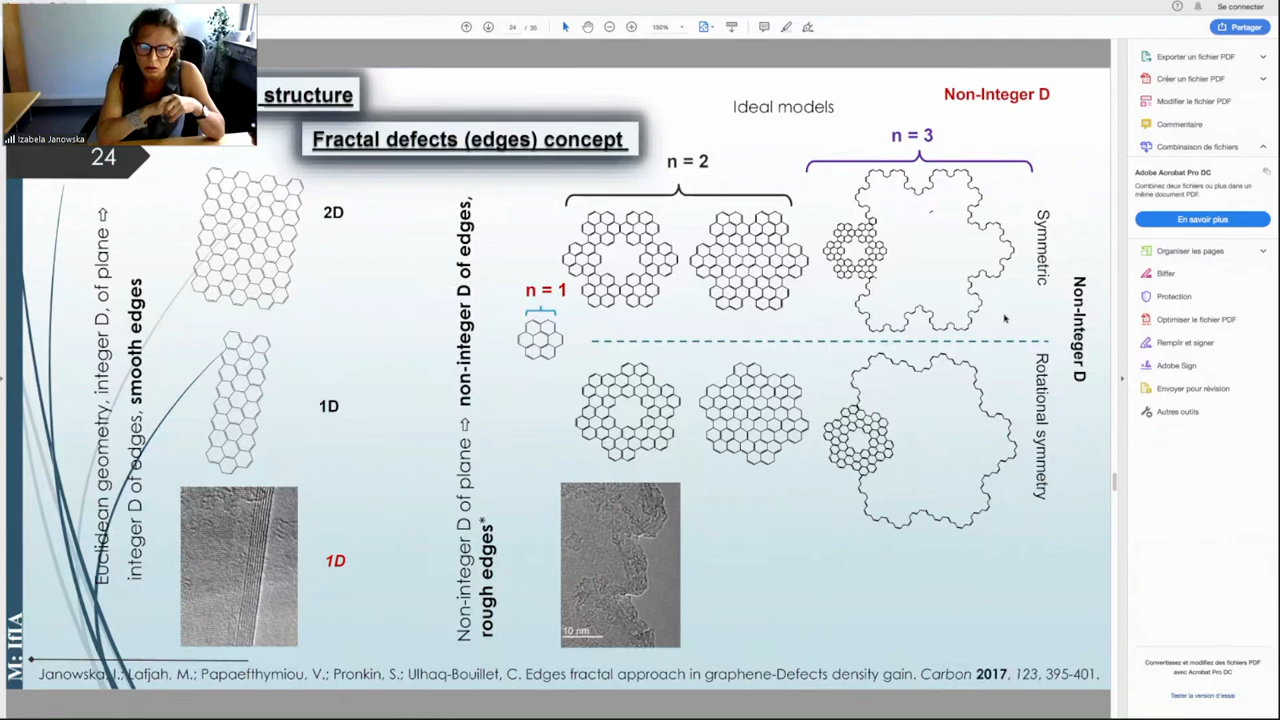 Se connecter
24 / 35
150%
Partager
Izabela Janowska
structure
Fractal defects (edges) concept
24
Ideal models
Non-Integer D
n = 3
n = 2
n = 1
2D
1D
1D
Euclidean geometry, integer D, of plane ⇨
integer D of edges, smooth edges
Non-integer D of plane – non-integer D of edges,
rough edges*
Symmetric
Rotational symmetry
Non-Integer D
10 nm
M: IfIA
Janowska, I.; Lafjah, M.; Papaefthymiou, V.; Pronkin, S.; Ulhaq-Bouillet, C. Edges fractal approach in graphene-Defects density gain. Carbon 2017, 123, 395-401.
Exporter un fichier PDF
Créer un fichier PDF
Modifier le fichier PDF
Commentaire
Combinaison de fichiers
Adobe Acrobat Pro DC
Combinez deux fichiers ou plus dans un
même document PDF.
En savoir plus
Organiser les pages
Biffer
Protection
Optimiser le fichier PDF
Remplir et signer
Adobe Sign
Envoyer pour révision
Autres outils
Convertissez et modifiez des fichiers PDF
avec Acrobat Pro DC
Tester la version d'essai